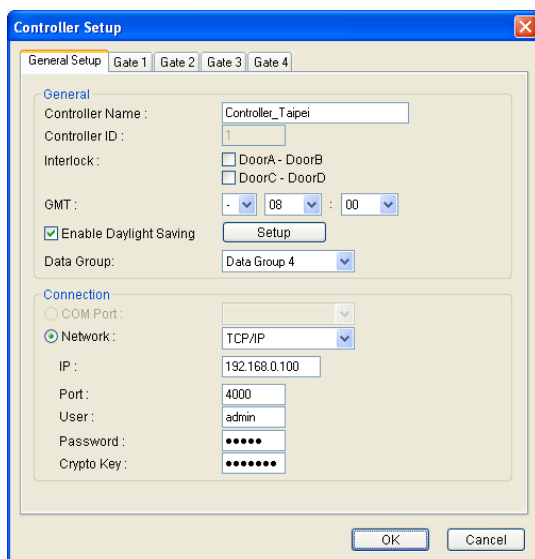 Controller Setup
General Setup Gate 1 Gate 2 Gate 3 Gate 4
General
Controller Name : Controller_Taipei
Controller ID : 1
Interlock : DoorA - DoorB
DoorC - DoorD
GMT : - 08 : 00
Enable Daylight Saving Setup
Data Group: Data Group 4
Connection
COM Port :
Network : TCP/IP
IP : 192.168.0.100
Port : 4000
User : admin
Password : •••••
Crypto Key : •••••••
OK Cancel